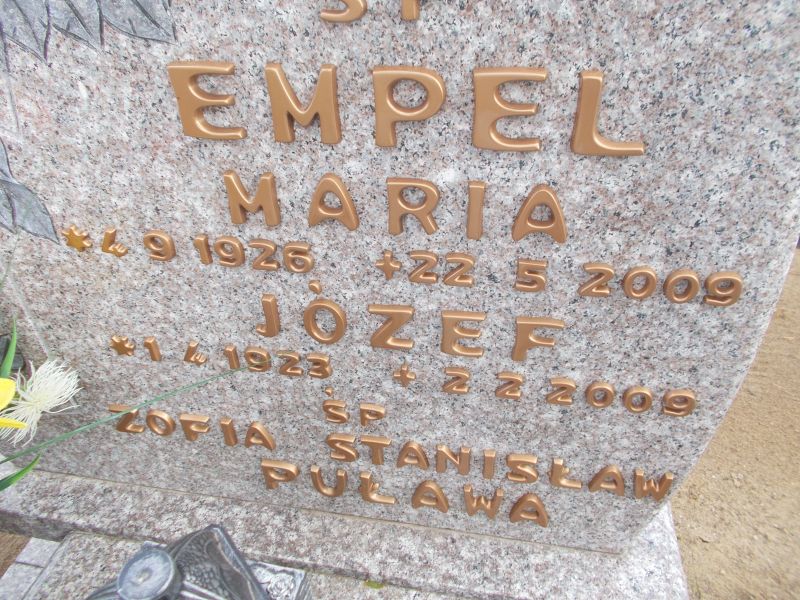 ŚP
EMPEL
MARIA
* 4 9 1926 + 22 5 2009
JÓZEF
* 1 4 1923 + 2 2 2009
ŚP
ZOFIA STANISŁAW
PUŁAWA